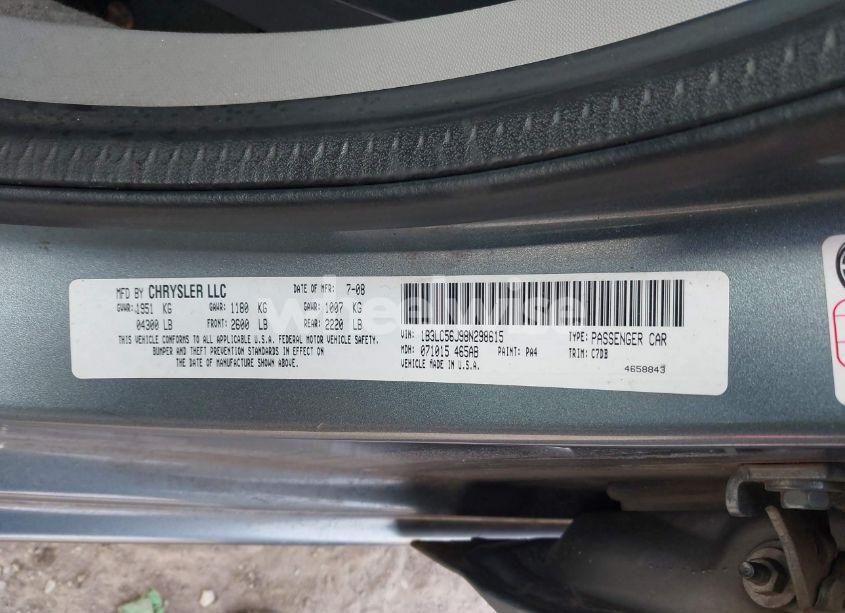 MFD BY CHRYSLER LLC DATE OF MFR: 7-08
GVWR: 1951 KG GAWR: 1180 KG GAWR: 1007 KG
04300 LB FRONT: 2600 LB REAR: 2220 LB
THIS VEHICLE CONFORMS TO ALL APPLICABLE U.S.A. FEDERAL MOTOR VEHICLE SAFETY,
BUMPER AND THEFT PREVENTION STANDARDS IN EFFECT ON
THE DATE OF MANUFACTURE SHOWN ABOVE.
VIN: 1B3LC56J98N298615 TYPE: PASSENGER CAR
MDH: 071015 465AB PAINT: PA4 TRIM: C7DB
VEHICLE MADE IN U.S.A. 4658843
wheelwise